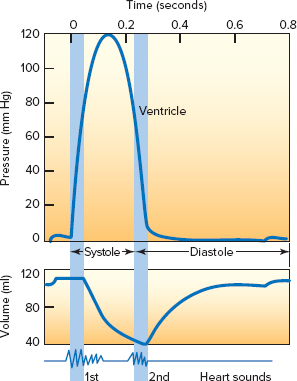 Time (seconds)
0 0.2 0.4 0.6 0.8
Pressure (mm Hg)
120
100
80
60
40
20
0
Ventricle
Systole Diastole
Volume (ml)
120
80
40
1st 2nd Heart sounds